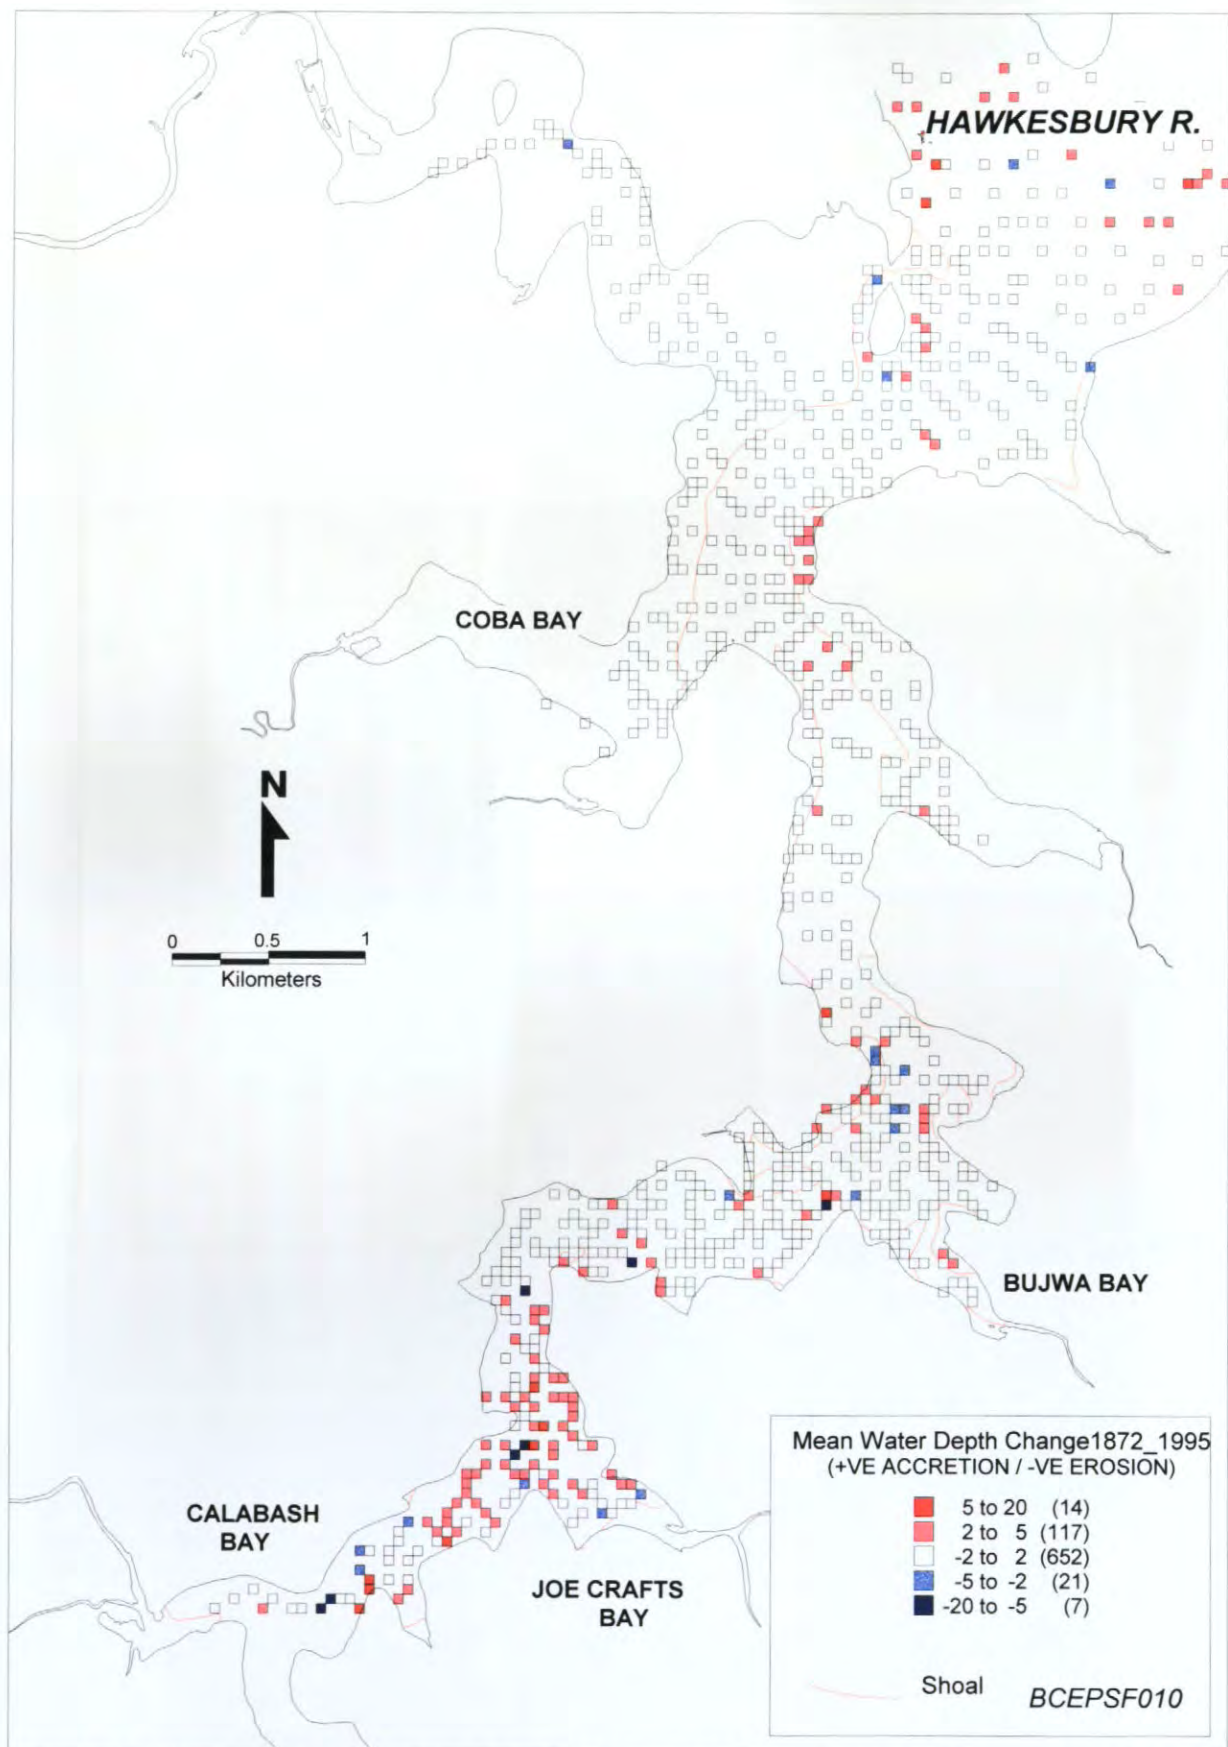 HAWKESBURY R.
COBA BAY
N
0 0.5 1
Kilometers
BUJWA BAY
CALABASH
BAY
JOE CRAFTS
BAY
Mean Water Depth Change1872_1995
(+VE ACCRETION / -VE EROSION)
5 to 20 (14)
2 to 5 (117)
-2 to 2 (652)
-5 to -2 (21)
-20 to -5 (7)
Shoal
BCEPSF010